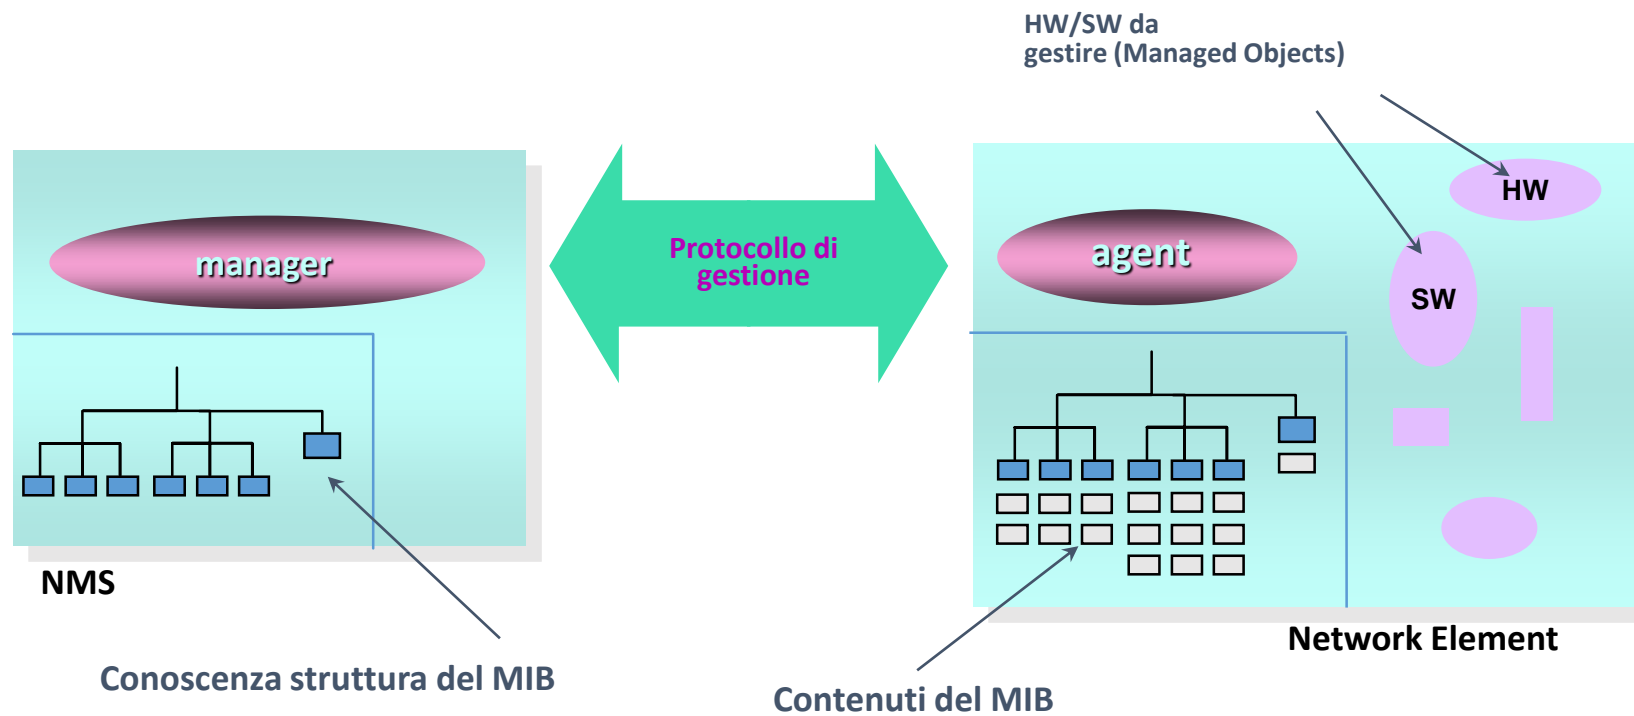 HW/SW da
gestire (Managed Objects)
manager
Protocollo di
gestione
agent
HW
SW
NMS
Network Element
Conoscenza struttura del MIB
Contenuti del MIB